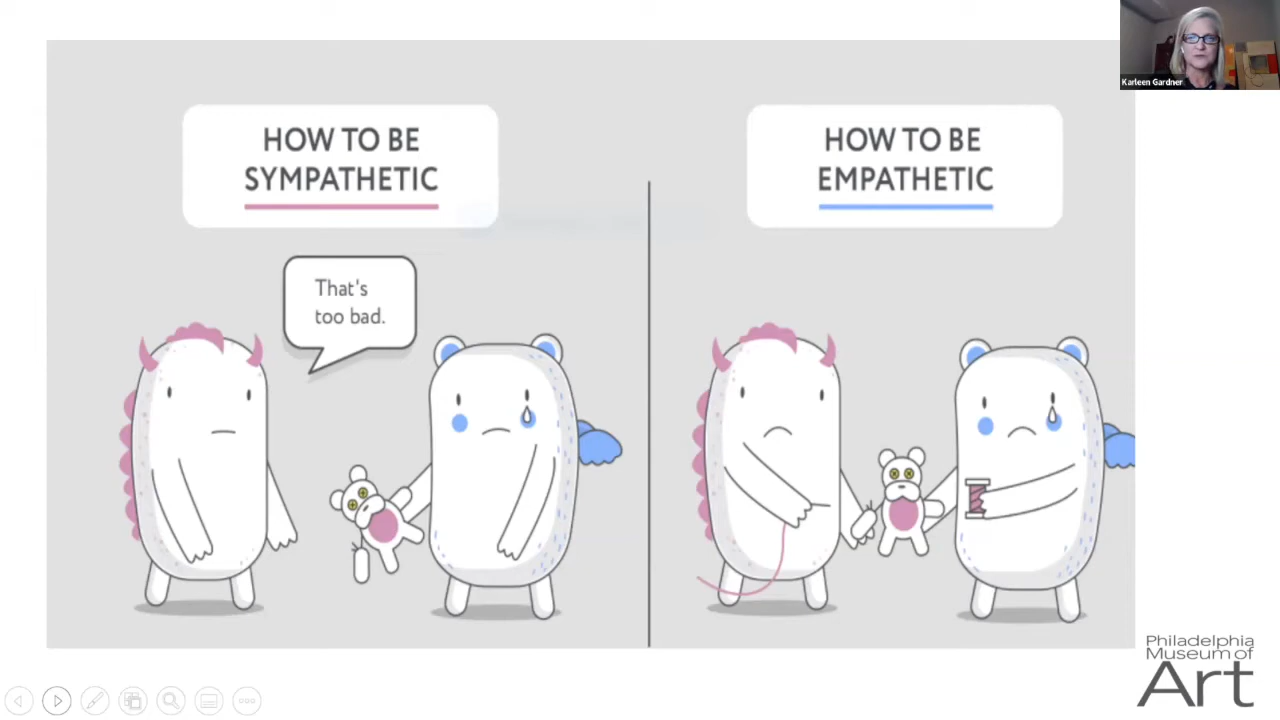 HOW TO BE
SYMPATHETIC
That's
too bad.
HOW TO BE
EMPATHETIC
Karleen Gardner
Philadelphia
Museum of
Art